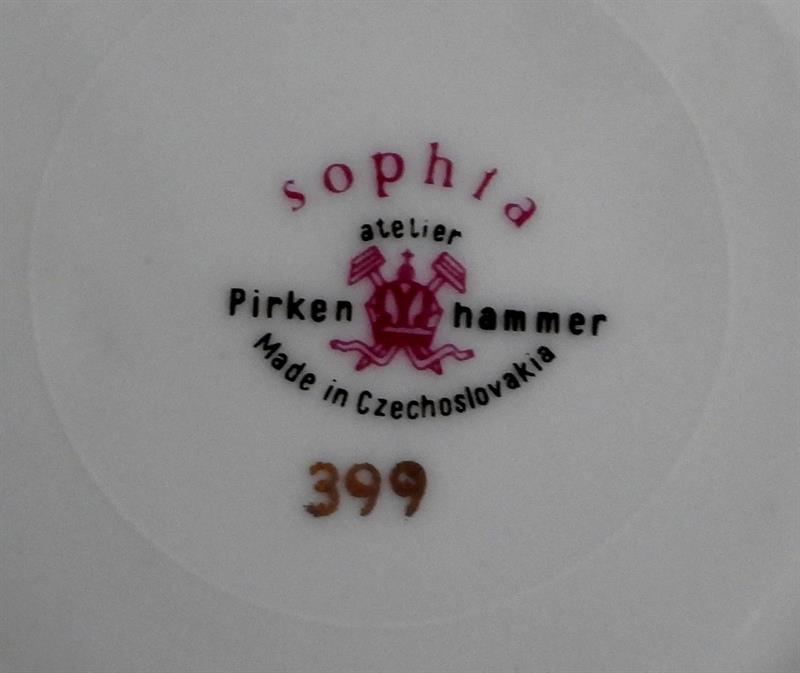 sophia
atelier
Pirken hammer
Made in Czechoslovakia
399